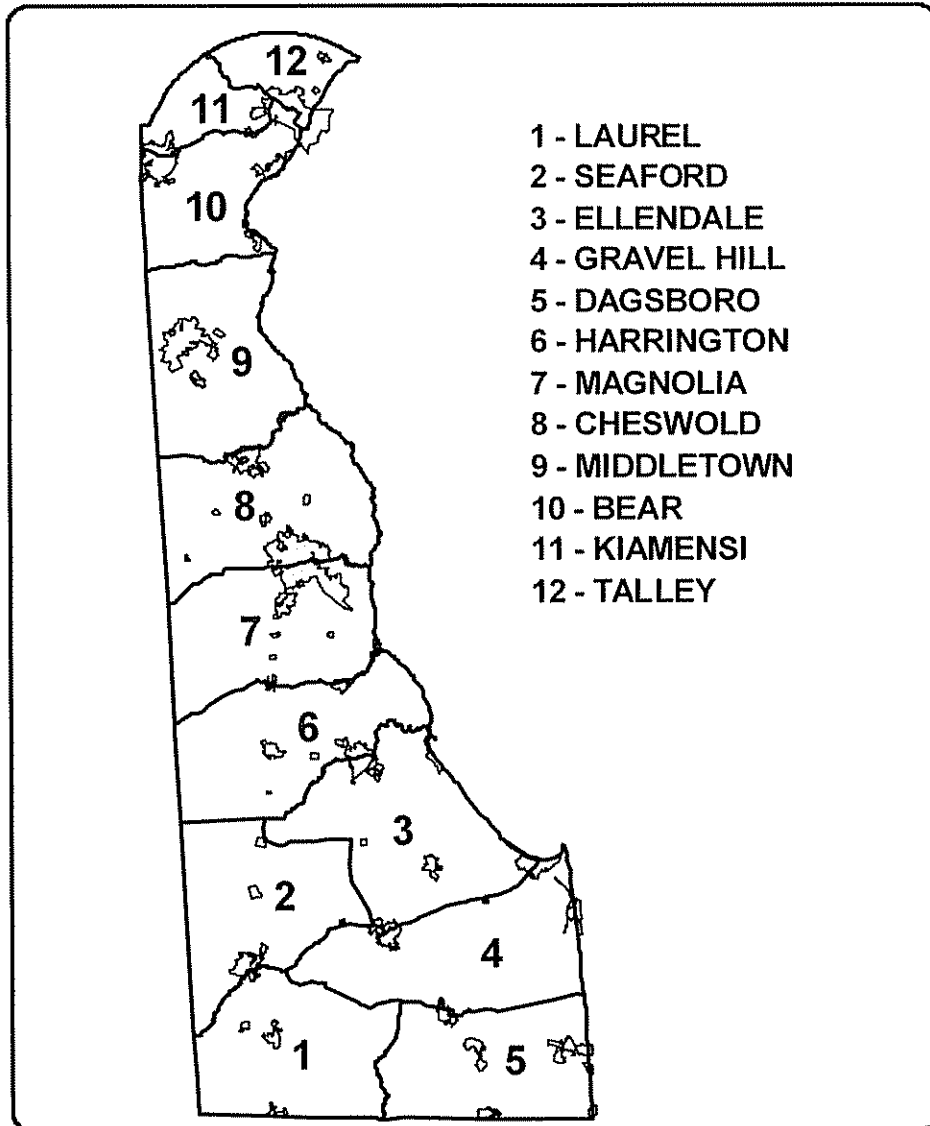 12
11
10
9
8
7
6
3
2
4
1
5
1 - LAUREL
2 - SEAFORD
3 - ELLENDALE
4 - GRAVEL HILL
5 - DAGSBORO
6 - HARRINGTON
7 - MAGNOLIA
8 - CHESWOLD
9 - MIDDLETOWN
10 - BEAR
11 - KIAMENSI
12 - TALLEY